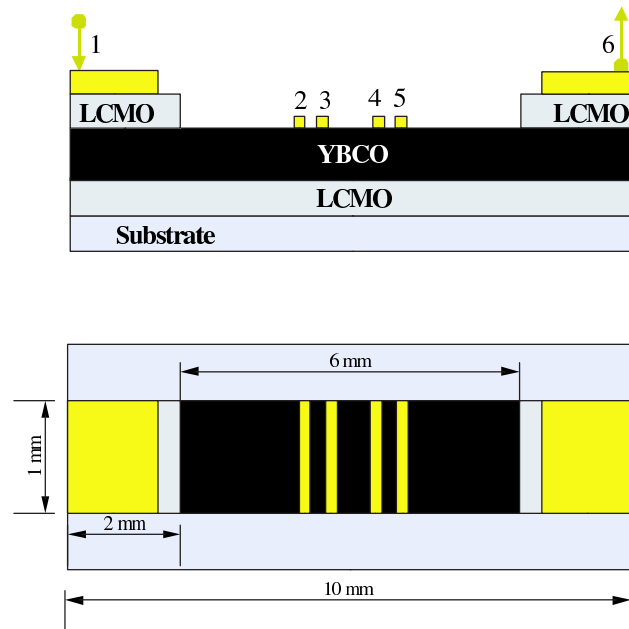 1
6
LCMO
2 3 4 5
LCMO
YBCO
LCMO
Substrate
6 mm
1 mm
2 mm
10 mm